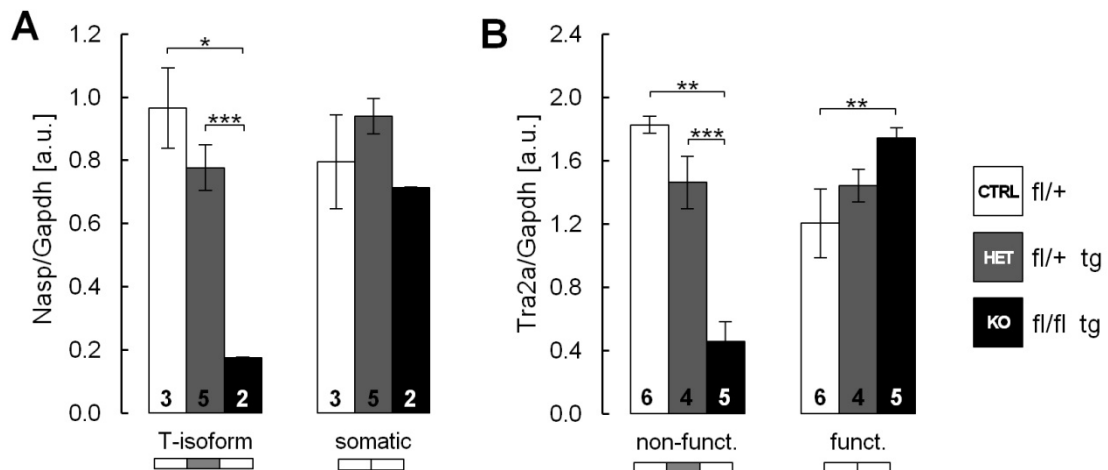 A
Nasp/Gapdh [a.u.]
1.2
1.0
0.8
0.6
0.4
0.2
0.0
*
***
3 5 2
3 5 2
T-isoform somatic
B
Tra2a/Gapdh [a.u.]
2.4
2.0
1.6
1.2
0.8
0.4
0.0
**
***
**
6 4 5
6 4 5
non-funct. funct.
CTRL fl/+
HET fl/+ tg
KO fl/fl tg